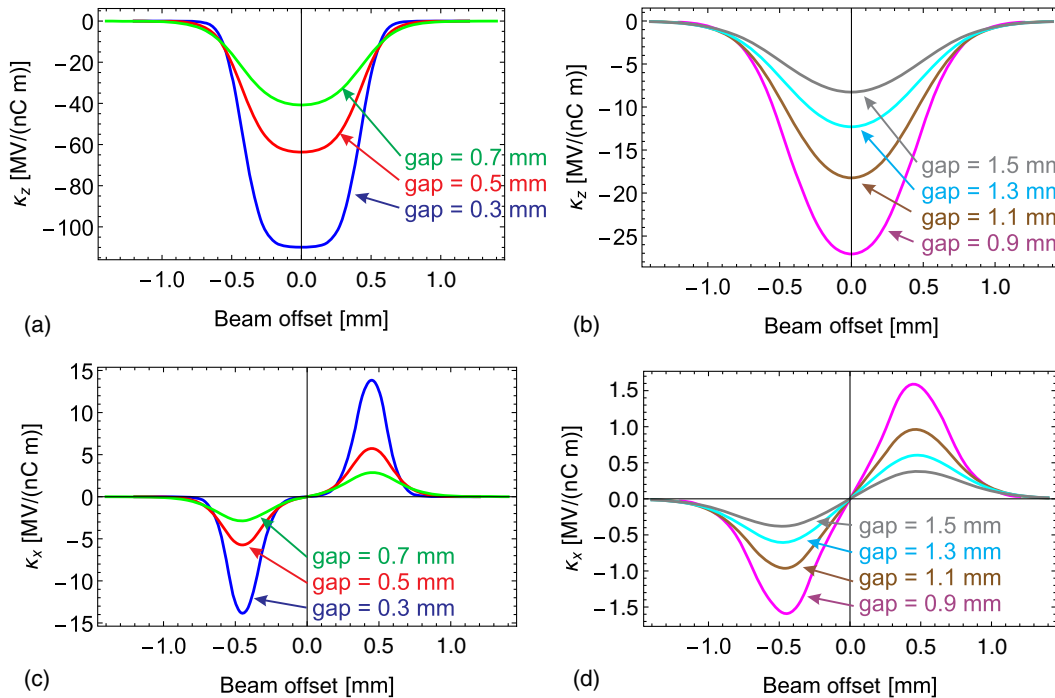 0
−20
−40
−60
−80
−100
κz [MV/(nC m)]
gap = 0.7 mm
gap = 0.5 mm
gap = 0.3 mm
−1.0 −0.5 0.0 0.5 1.0
(a)
Beam offset [mm]
0
−5
−10
−15
−20
−25
κz [MV/(nC m)]
gap = 1.5 mm
gap = 1.3 mm
gap = 1.1 mm
gap = 0.9 mm
−1.0 −0.5 0.0 0.5 1.0
(b)
Beam offset [mm]
15
10
5
0
−5
−10
−15
κx [MV/(nC m)]
gap = 0.7 mm
gap = 0.5 mm
gap = 0.3 mm
−1.0 −0.5 0.0 0.5 1.0
(c)
Beam offset [mm]
1.5
1.0
0.5
0.0
−0.5
−1.0
−1.5
κx [MV/(nC m)]
gap = 1.5 mm
gap = 1.3 mm
gap = 1.1 mm
gap = 0.9 mm
−1.0 −0.5 0.0 0.5 1.0
(d)
Beam offset [mm]